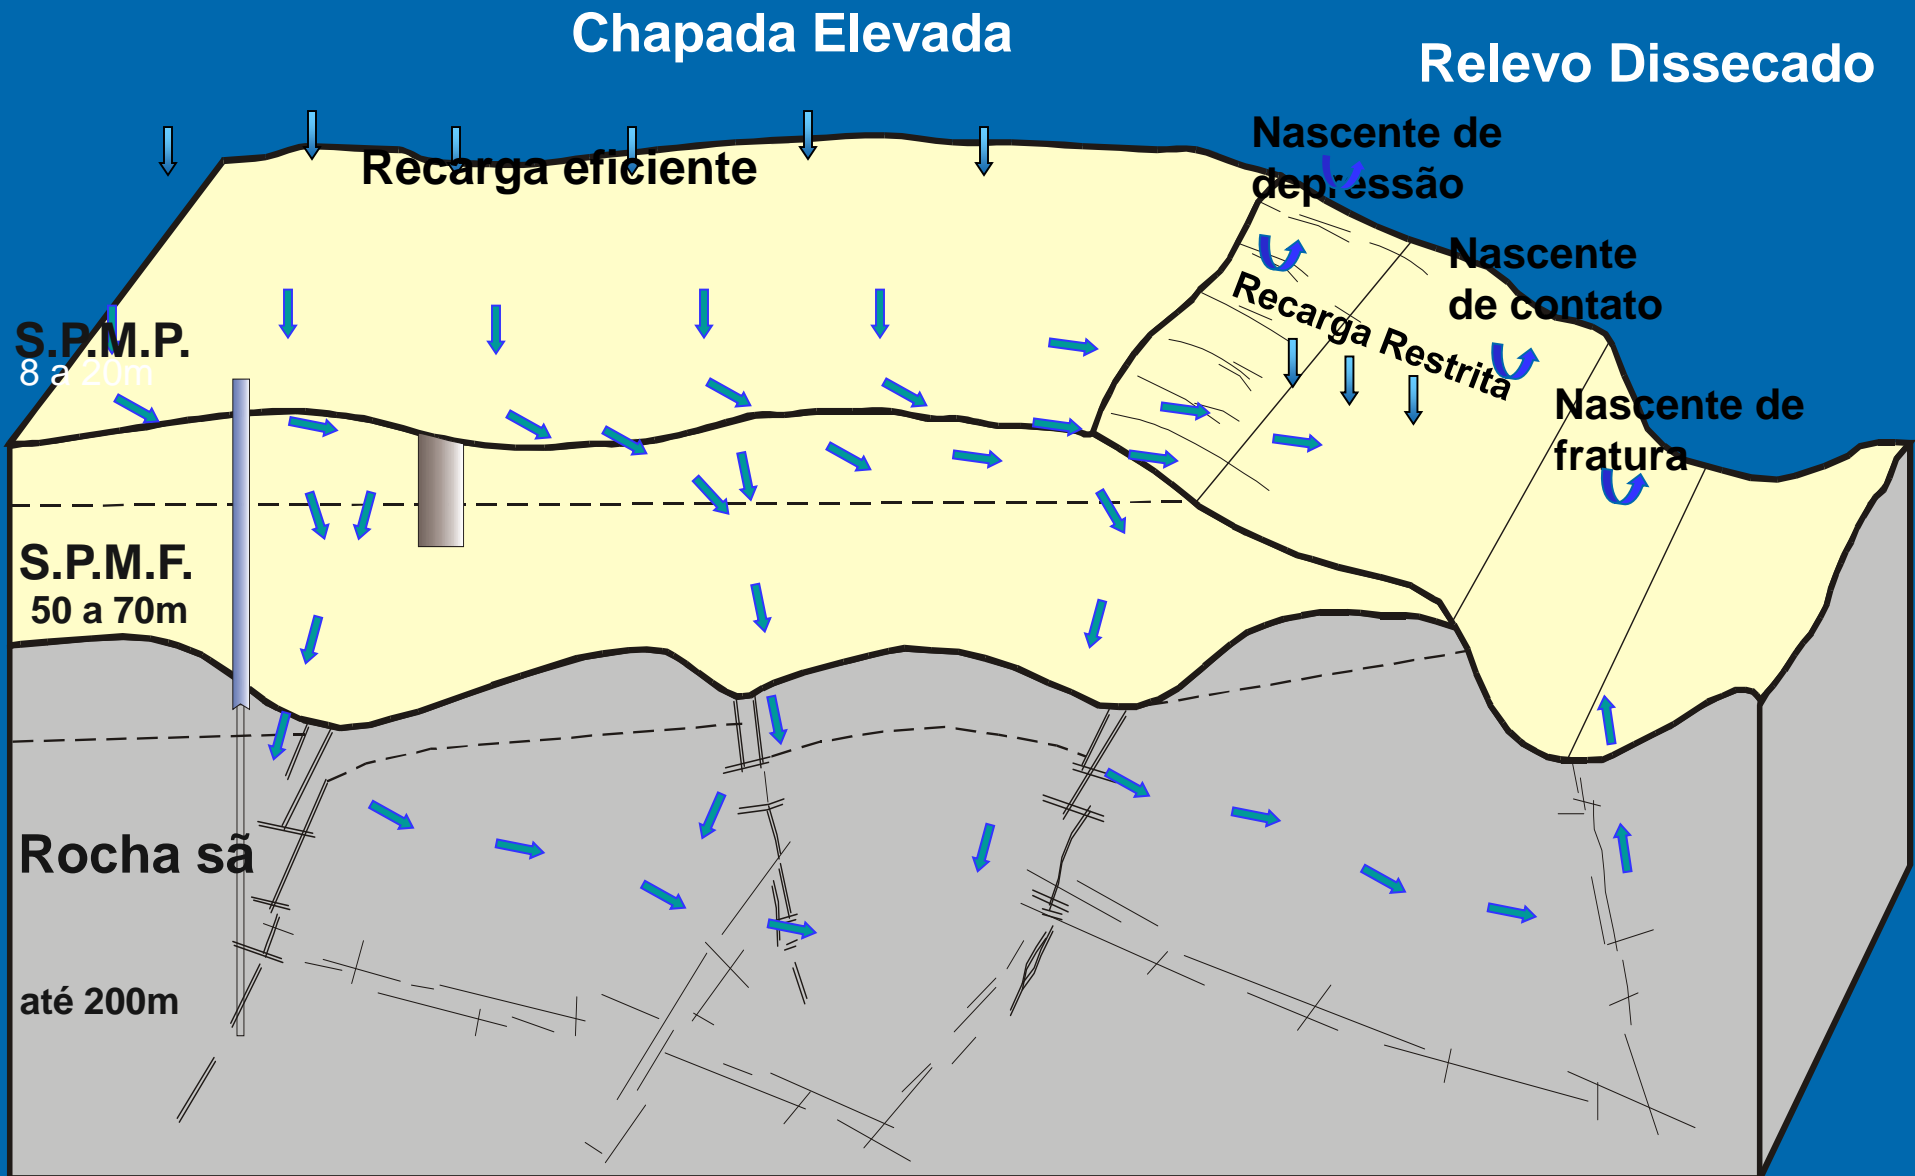 Chapada Elevada
Relevo Dissecado
Nascente de
depressão
Recarga eficiente
Nascente
de contato
Recarga Restrita
S.P.M.P.
8 a 20m
Nascente de
fratura
S.P.M.F.
50 a 70m
Rocha sã
até 200m